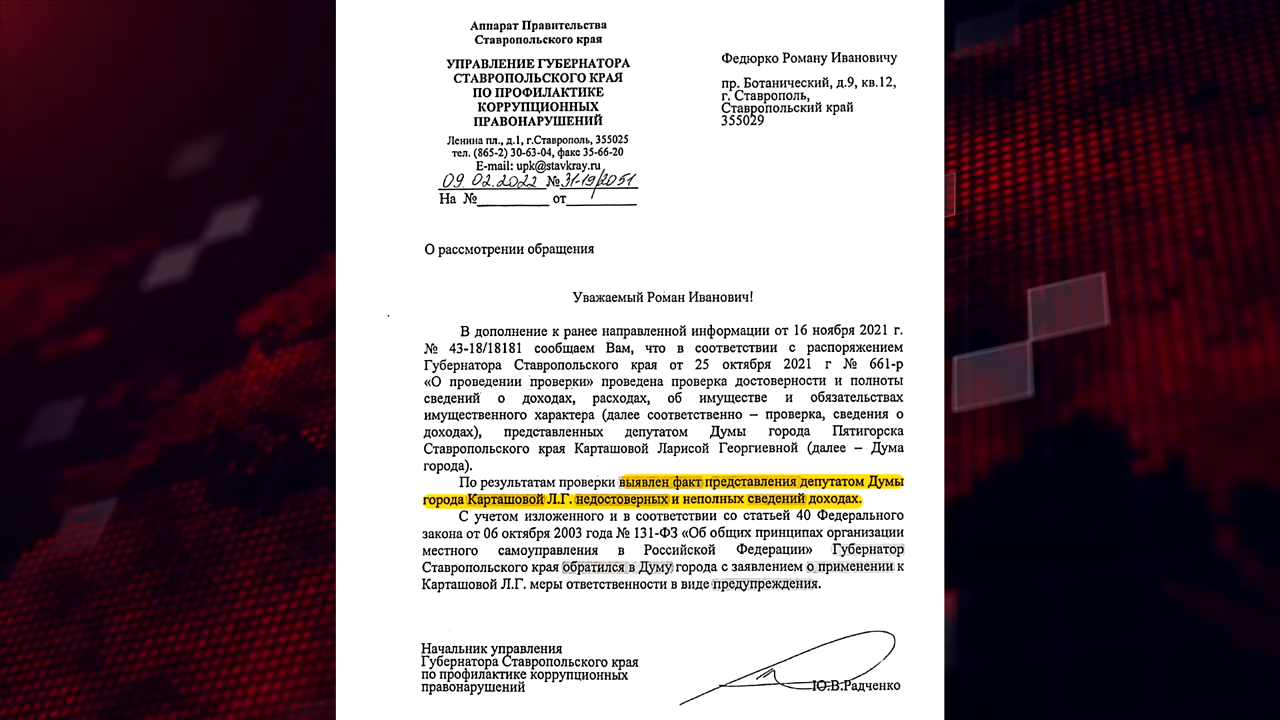 Аппарат Правительства
Ставропольского края
УПРАВЛЕНИЕ ГУБЕРНАТОРА
СТАВРОПОЛЬСКОГО КРАЯ
ПО ПРОФИЛАКТИКЕ
КОРРУПЦИОННЫХ
ПРАВОНАРУШЕНИЙ
Ленина пл., д.1, г.Ставрополь, 355025
тел. (865-2) 30-63-04, факс 35-66-20
E-mail: upk@stavkray.ru
09.02.2022 № 31-19/2051
На № __________ от __________
Федюрко Роману Ивановичу
пр. Ботанический, д.9, кв.12,
г. Ставрополь,
Ставропольский край
355029
О рассмотрении обращения
Уважаемый Роман Иванович!
В дополнение к ранее направленной информации от 16 ноября 2021 г.
№ 43-18/18181 сообщаем Вам, что в соответствии с распоряжением
Губернатора Ставропольского края от 25 октября 2021 г № 661-р
«О проведении проверки» проведена проверка достоверности и полноты
сведений о доходах, расходах, об имуществе и обязательствах
имущественного характера (далее соответственно – проверка, сведения о
доходах), представленных депутатом Думы города Пятигорска
Ставропольского края Карташовой Ларисой Георгиевной (далее – Дума
города).
По результатам проверки выявлен факт представления депутатом Думы
города Карташовой Л.Г. недостоверных и неполных сведений доходах.
С учетом изложенного и в соответствии со статьей 40 Федерального
закона от 06 октября 2003 года № 131-ФЗ «Об общих принципах организации
местного самоуправления в Российской Федерации» Губернатор
Ставропольского края обратился в Думу города с заявлением о применении к
Карташовой Л.Г. меры ответственности в виде предупреждения.
Начальник управления
Губернатора Ставропольского края
по профилактике коррупционных
правонарушений
Ю.В.Радченко